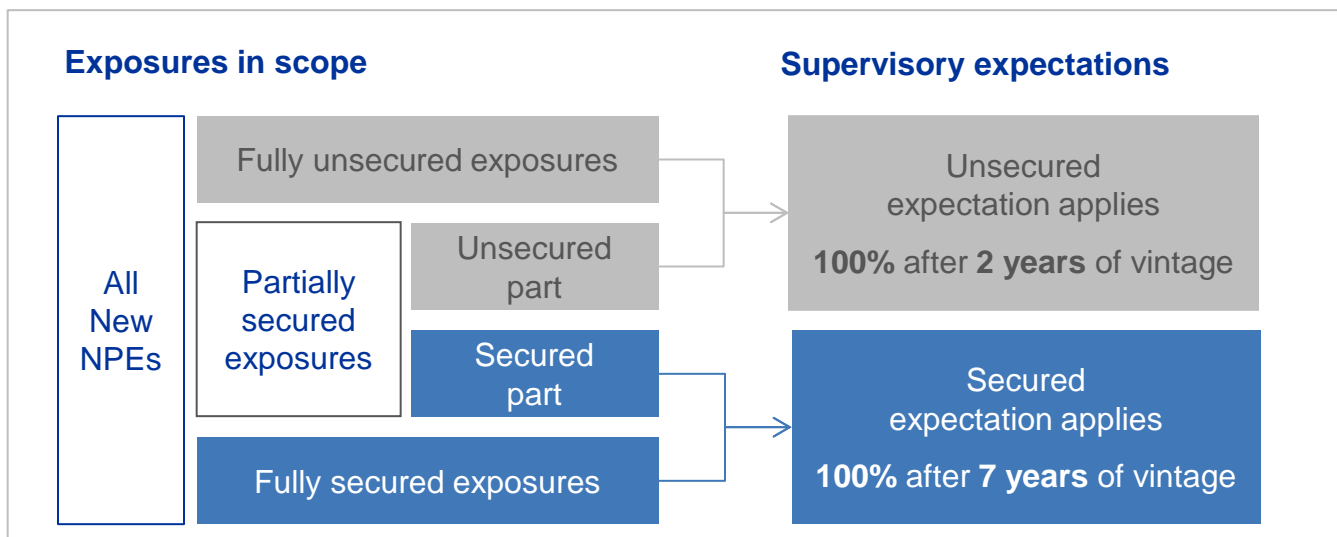 Exposures in scope
Supervisory expectations
All
New
NPEs
Fully unsecured exposures
Partially
secured
exposures
Unsecured
part
Secured
part
Fully secured exposures
Unsecured
expectation applies
100% after 2 years of vintage
Secured
expectation applies
100% after 7 years of vintage